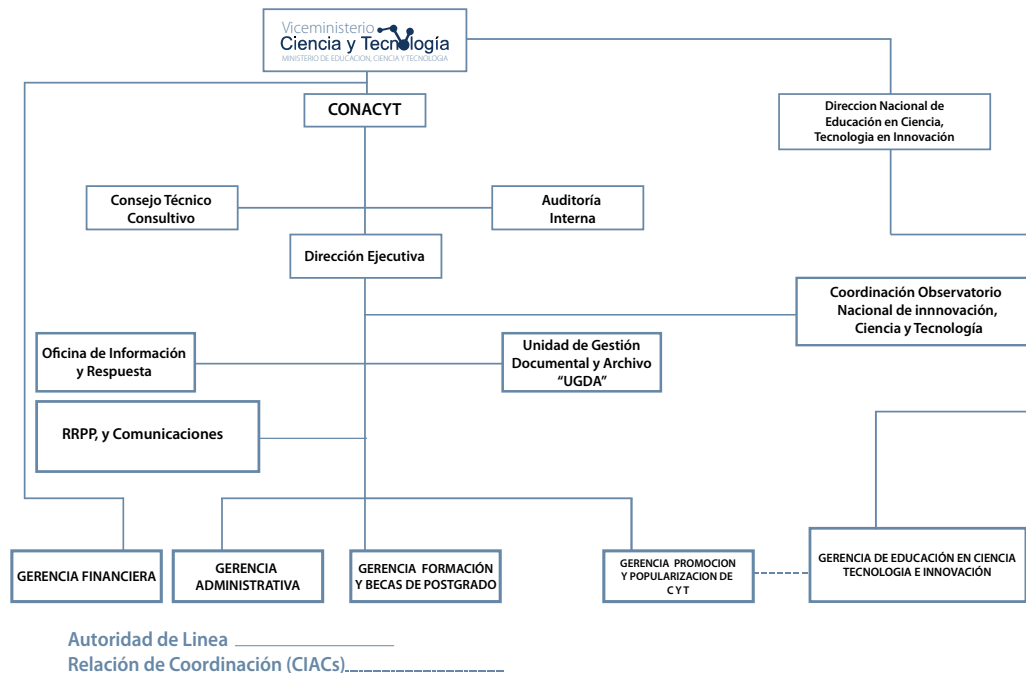 Viceministerio
Ciencia y Tecnología
MINISTERIO DE EDUCACION, CIENCIA Y TECNOLOGIA
CONACYT
Direccion Nacional de
Educación en Ciencia,
Tecnologia en Innovación
Consejo Técnico
Consultivo
Auditoría
Interna
Dirección Ejecutiva
Coordinación Observatorio
Nacional de innnovación,
Ciencia y Tecnología
Oficina de Información
y Respuesta
Unidad de Gestión
Documental y Archivo
“UGDA”
RRPP, y Comunicaciones
GERENCIA FINANCIERA
GERENCIA
ADMINISTRATIVA
GERENCIA FORMACIÓN
Y BECAS DE POSTGRADO
GERENCIA PROMOCION
Y POPULARIZACION DE
C Y T
GERENCIA DE EDUCACIÓN EN CIENCIA
TECNOLOGIA E INNOVACIÓN
Autoridad de Linea
Relación de Coordinación (CIACs)